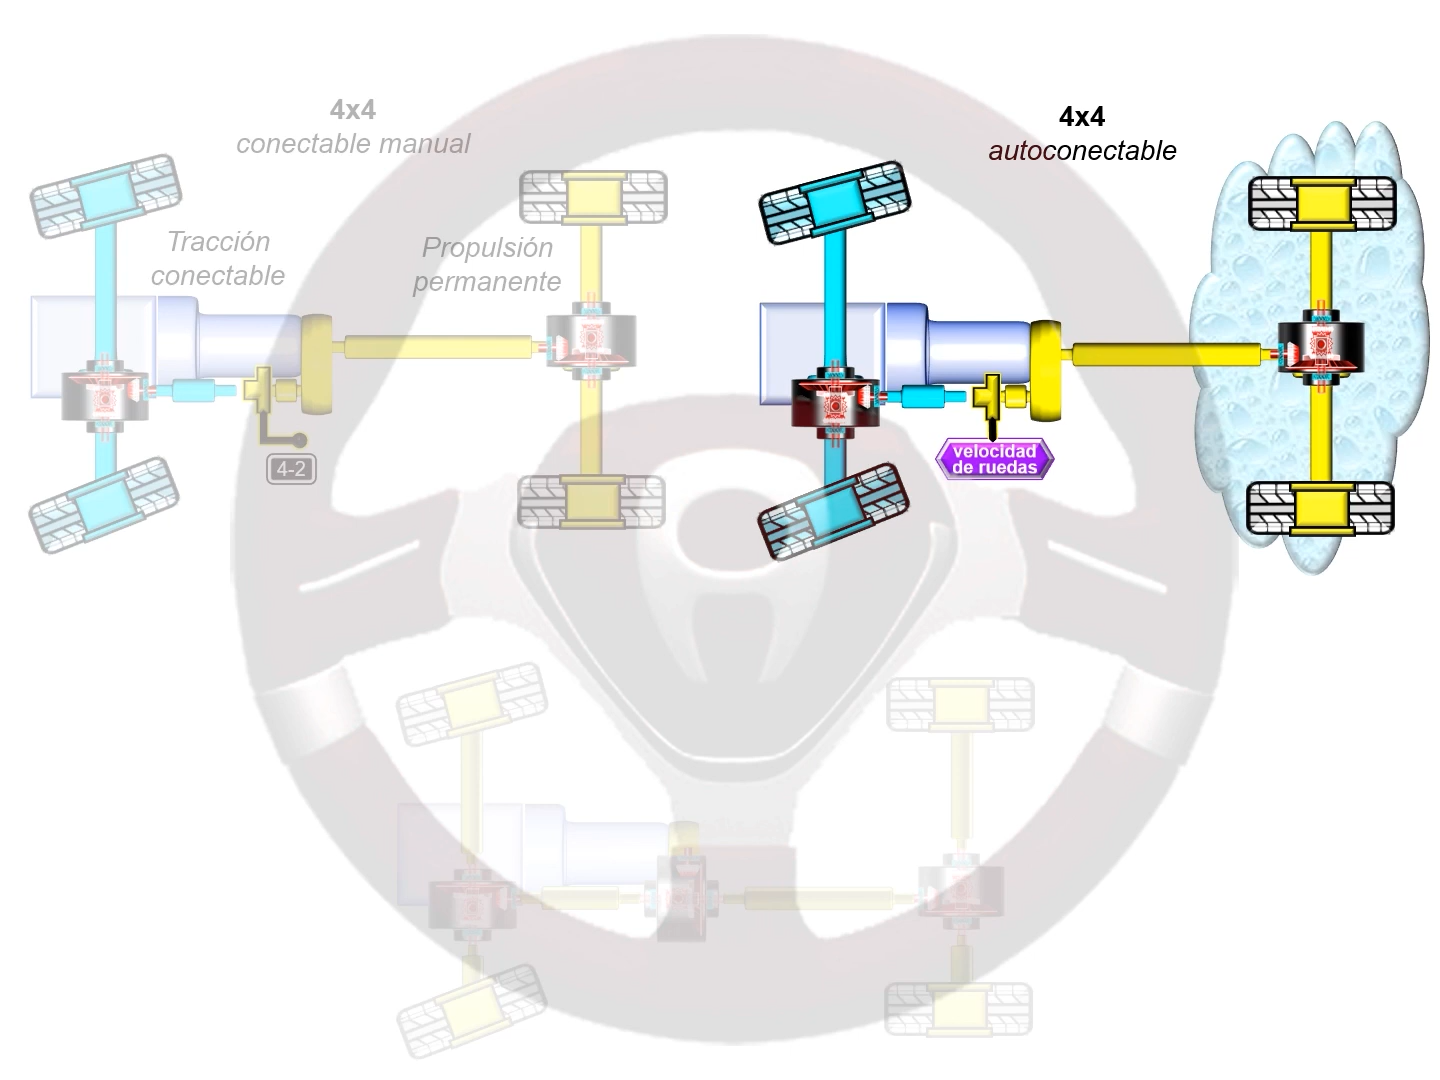 4x4
conectable manual
Tracción
conectable
Propulsión
permanente
4-2
4x4
autoconectable
velocidad
de ruedas